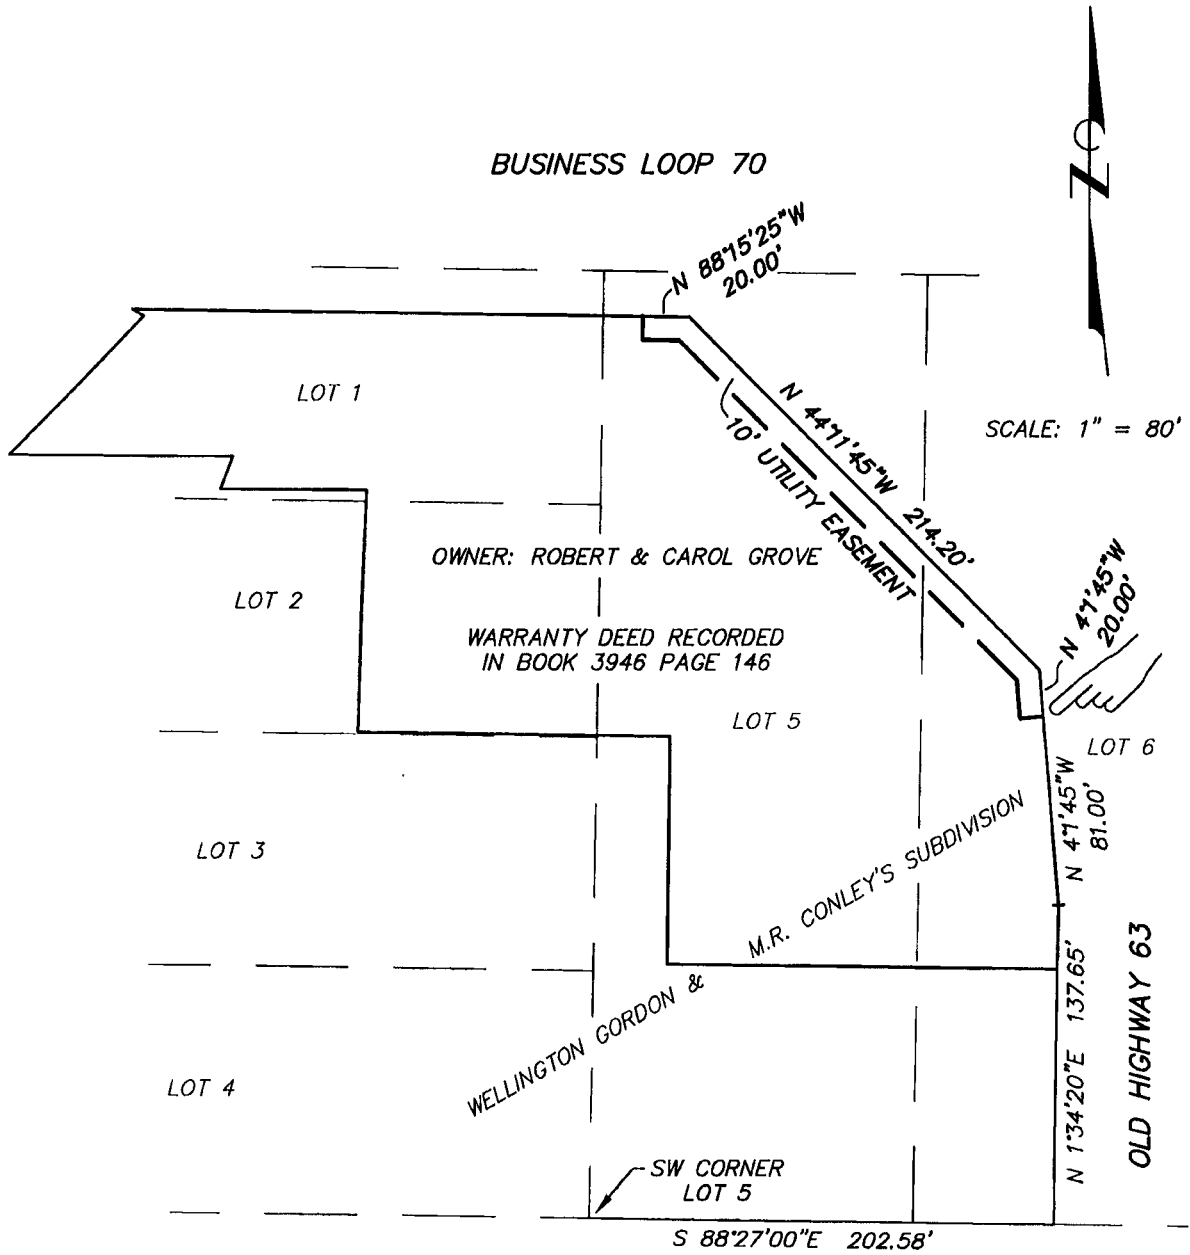 BUSINESS LOOP 70
N 88°15'25"W
20.00'
N
LOT 1
N 44°11'45"W 214.20'
SCALE: 1" = 80'
10' UTILITY EASEMENT
OWNER: ROBERT & CAROL GROVE
LOT 2
N 4°1'45"W
20.00'
WARRANTY DEED RECORDED
IN BOOK 3946 PAGE 146
LOT 5
LOT 6
N 4°1'45"W
81.00'
LOT 3
WELLINGTON GORDON & M.R. CONLEY'S SUBDIVISION
N 1°34'20"E 137.65'
OLD HIGHWAY 63
LOT 4
SW CORNER
LOT 5
S 88°27'00"E 202.58'